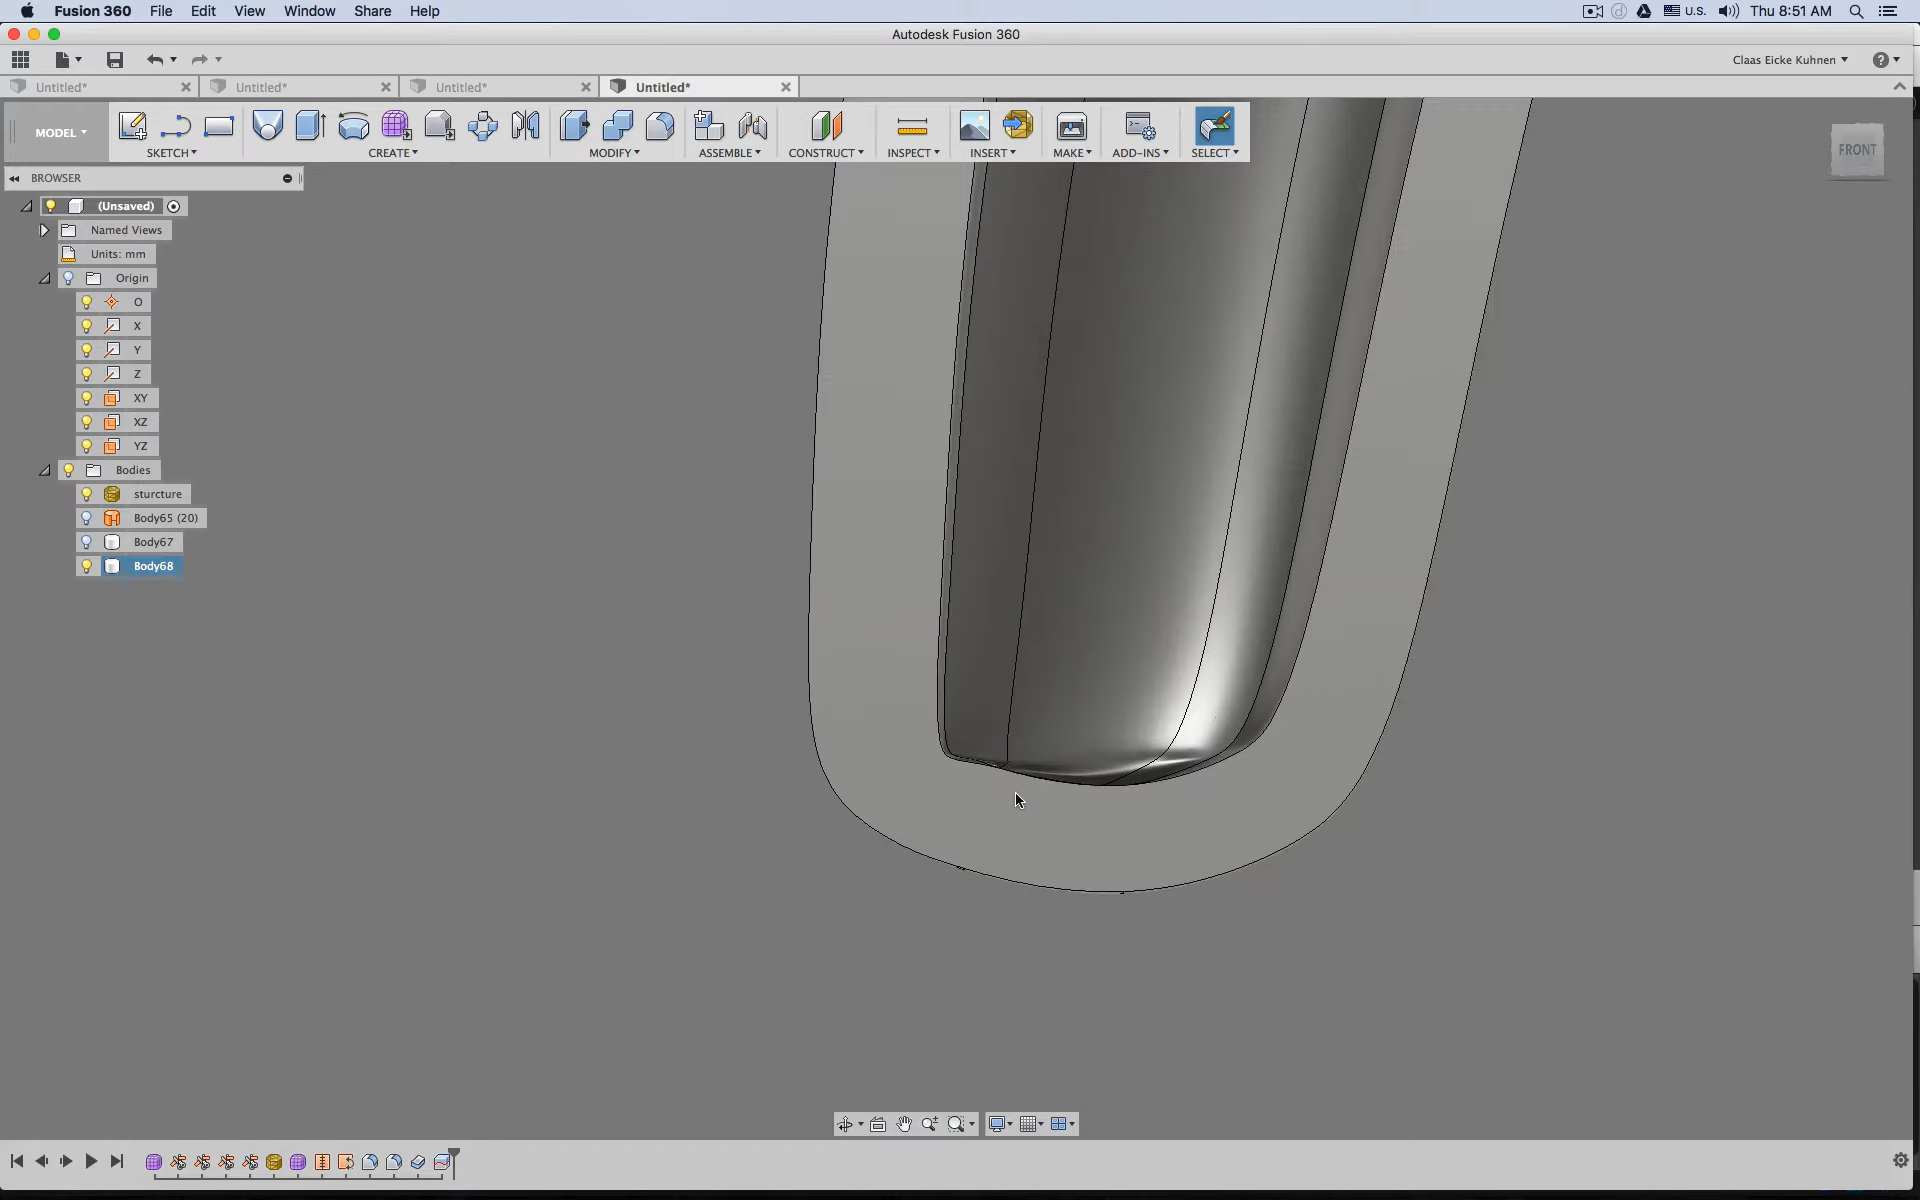 Fusion 360 File Edit View Window Share Help U.S. Thu 8:51 AM
Autodesk Fusion 360
Claas Eicke Kuhnen
Untitled* Untitled* Untitled* Untitled*
MODEL SKETCH CREATE MODIFY ASSEMBLE CONSTRUCT INSPECT INSERT MAKE ADD-INS SELECT
FRONT
BROWSER
(Unsaved)
Named Views
Units: mm
Origin
O
X
Y
Z
XY
XZ
YZ
Bodies
sturcture
Body65 (20)
Body67
Body68